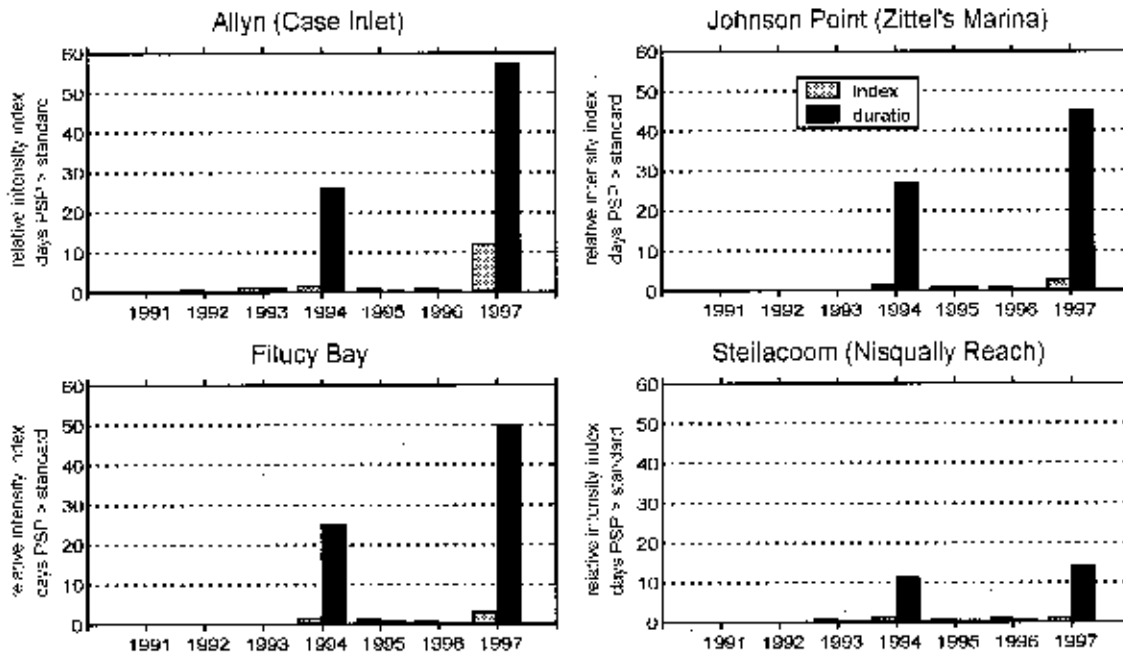 Allyn (Case Inlet)
relative intensity index
days PSP > standard
60
50
40
30
20
10
0
1991 1992 1993 1994 1995 1996 1997
Johnson Point (Zittel's Marina)
relative intensity index
days PSP > standard
60
50
40
30
20
10
0
Index
duratio
1991 1992 1993 1994 1995 1996 1997
Filucy Bay
relative intensity index
days PSP > standard
60
50
40
30
20
10
0
1991 1992 1993 1994 1995 1996 1997
Steilacoom (Nisqually Reach)
relative intensity index
days PSP > standard
60
50
40
30
20
10
0
1991 1992 1993 1994 1995 1996 1997